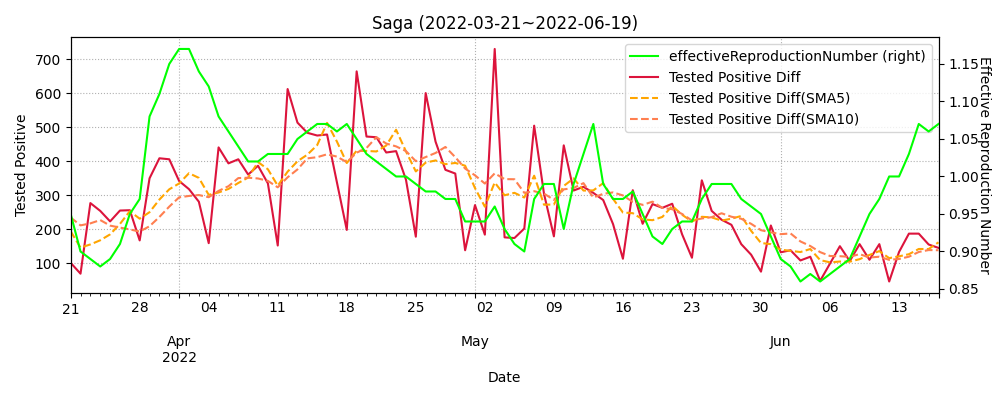 Saga (2022-03-21~2022-06-19)
effectiveReproductionNumber (right)
Tested Positive Diff
Tested Positive Diff(SMA5)
Tested Positive Diff(SMA10)
Tested Positive
700
600
500
400
300
200
100
Effective Reproduction Number
1.15
1.10
1.05
1.00
0.95
0.90
0.85
21 28 04 11 18 25 02 09 16 23 30 06 13
Apr May Jun
2022
Date